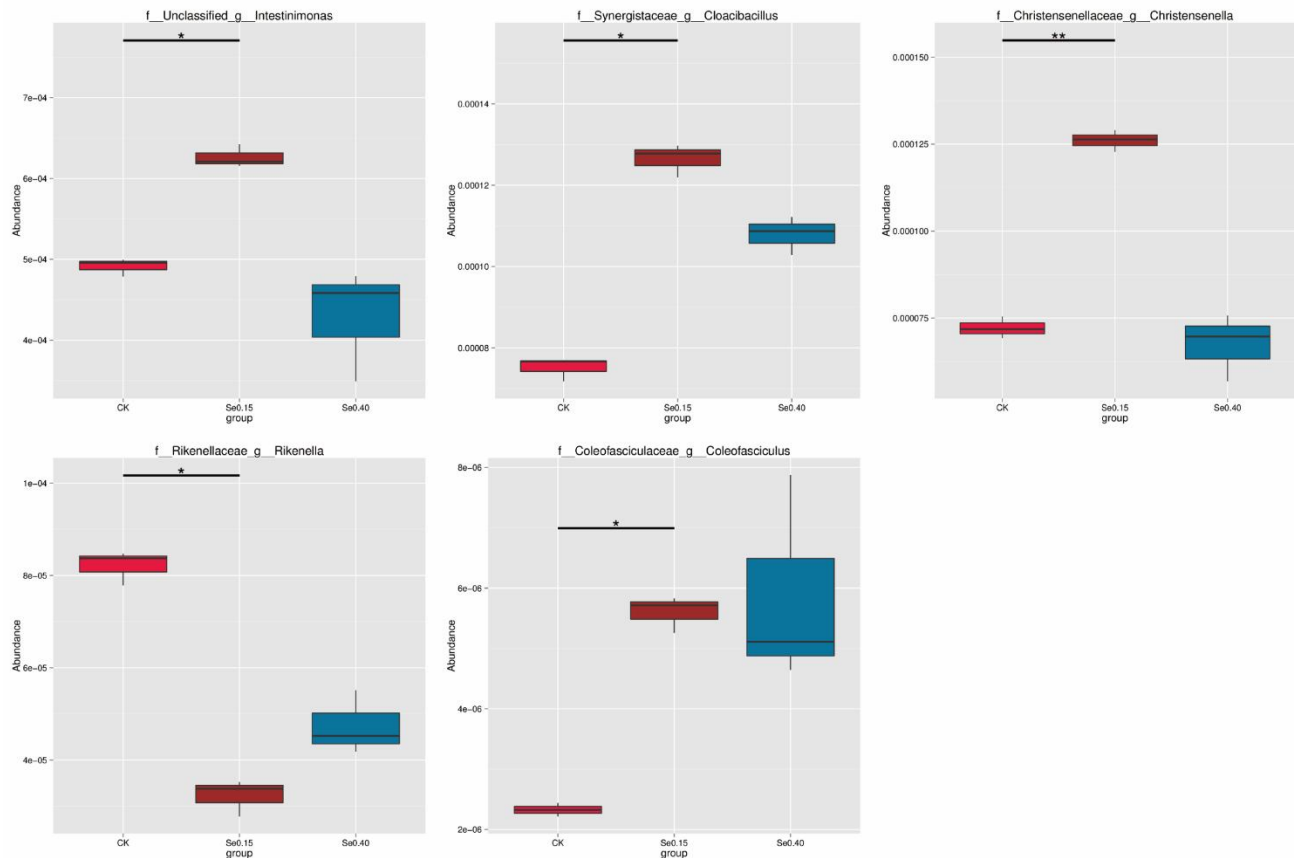 f__Unclassified_g__Intestinimonas
*
7e−04
6e−04
5e−04
4e−04
Abundance
CK
Se0.15
Se0.40
group
f__Synergistaceae_g__Cloacibacillus
*
0.00014
0.00012
0.00010
0.00008
Abundance
CK
Se0.15
Se0.40
group
f__Christensenellaceae_g__Christensenella
**
0.000150
0.000125
0.000100
0.000075
Abundance
CK
Se0.15
Se0.40
group
f__Rikenellaceae_g__Rikenella
*
1e−04
8e−05
6e−05
4e−05
Abundance
CK
Se0.15
Se0.40
group
f__Coleofasciculaceae_g__Coleofasciculus
*
8e−06
6e−06
4e−06
2e−06
Abundance
CK
Se0.15
Se0.40
group